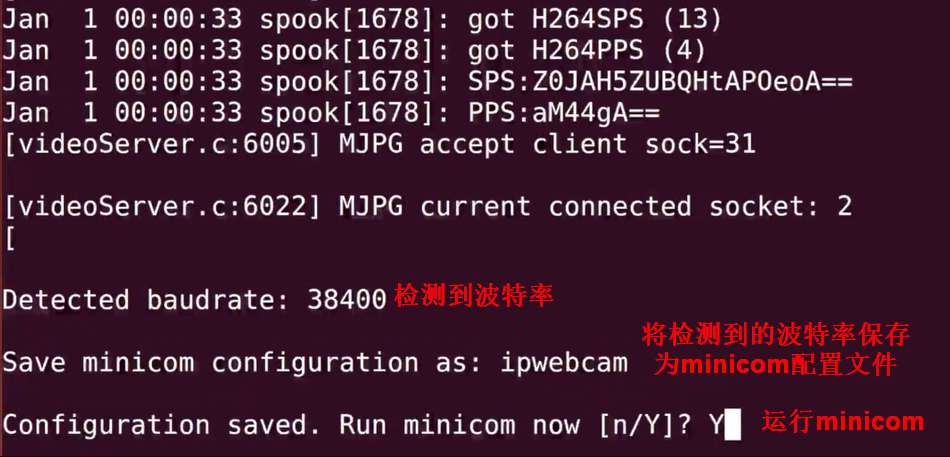 Jan  1 00:00:33 spook[1678]: got H264SPS (13)
Jan  1 00:00:33 spook[1678]: got H264PPS (4)
Jan  1 00:00:33 spook[1678]: SPS:Z0JAH5ZUBQHtAPOeoA==
Jan  1 00:00:33 spook[1678]: PPS:aM44gA==
[videoServer.c:6005] MJPG accept client sock=31
[videoServer.c:6022] MJPG current connected socket: 2
[
Detected baudrate: 38400 检测到波特率
将检测到的波特率保存
Save minicom configuration as: ipwebcam
为minicom配置文件
Configuration saved. Run minicom now [n/Y]? Y 运行minicom